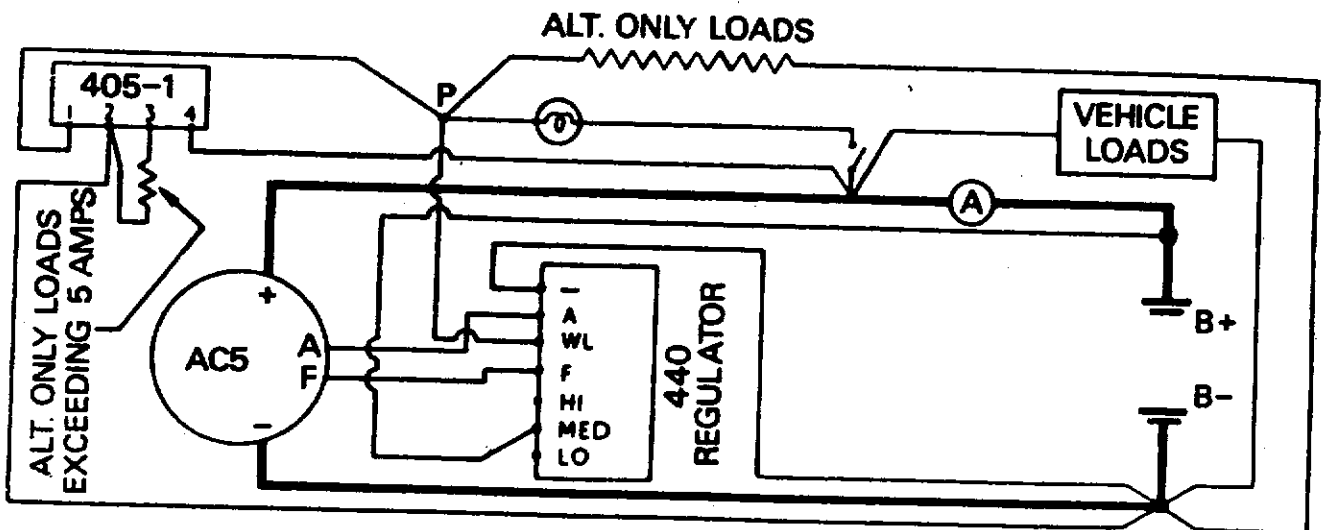 ALT. ONLY LOADS
405-1
1 2 3 4
P
VEHICLE
LOADS
A
ALT. ONLY LOADS
EXCEEDING 5 AMPS
+
AC5
A
F
−
−
A
WL
F
HI
MED
LO
440
REGULATOR
B+
B-